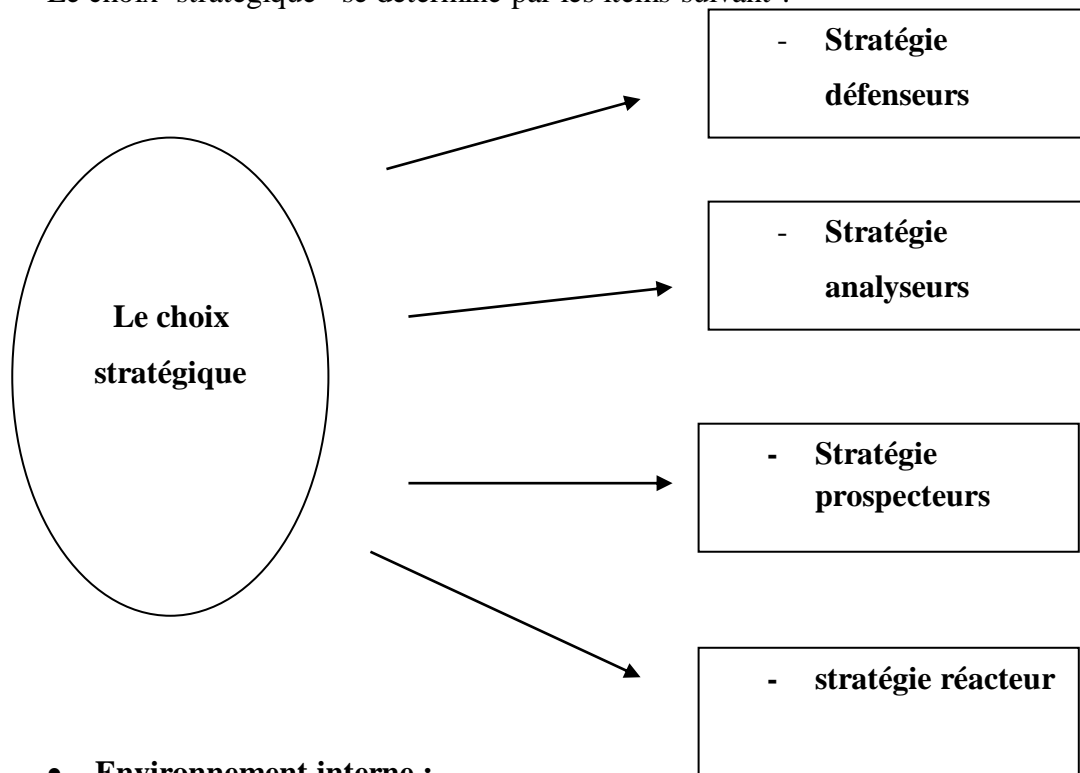 Le choix stratégique se détermine par les items suivant :
- Stratégie
défenseurs
- Stratégie
analyseurs
Le choix
stratégique
- Stratégie
prospecteurs
- stratégie réacteur
• Environnement interne :